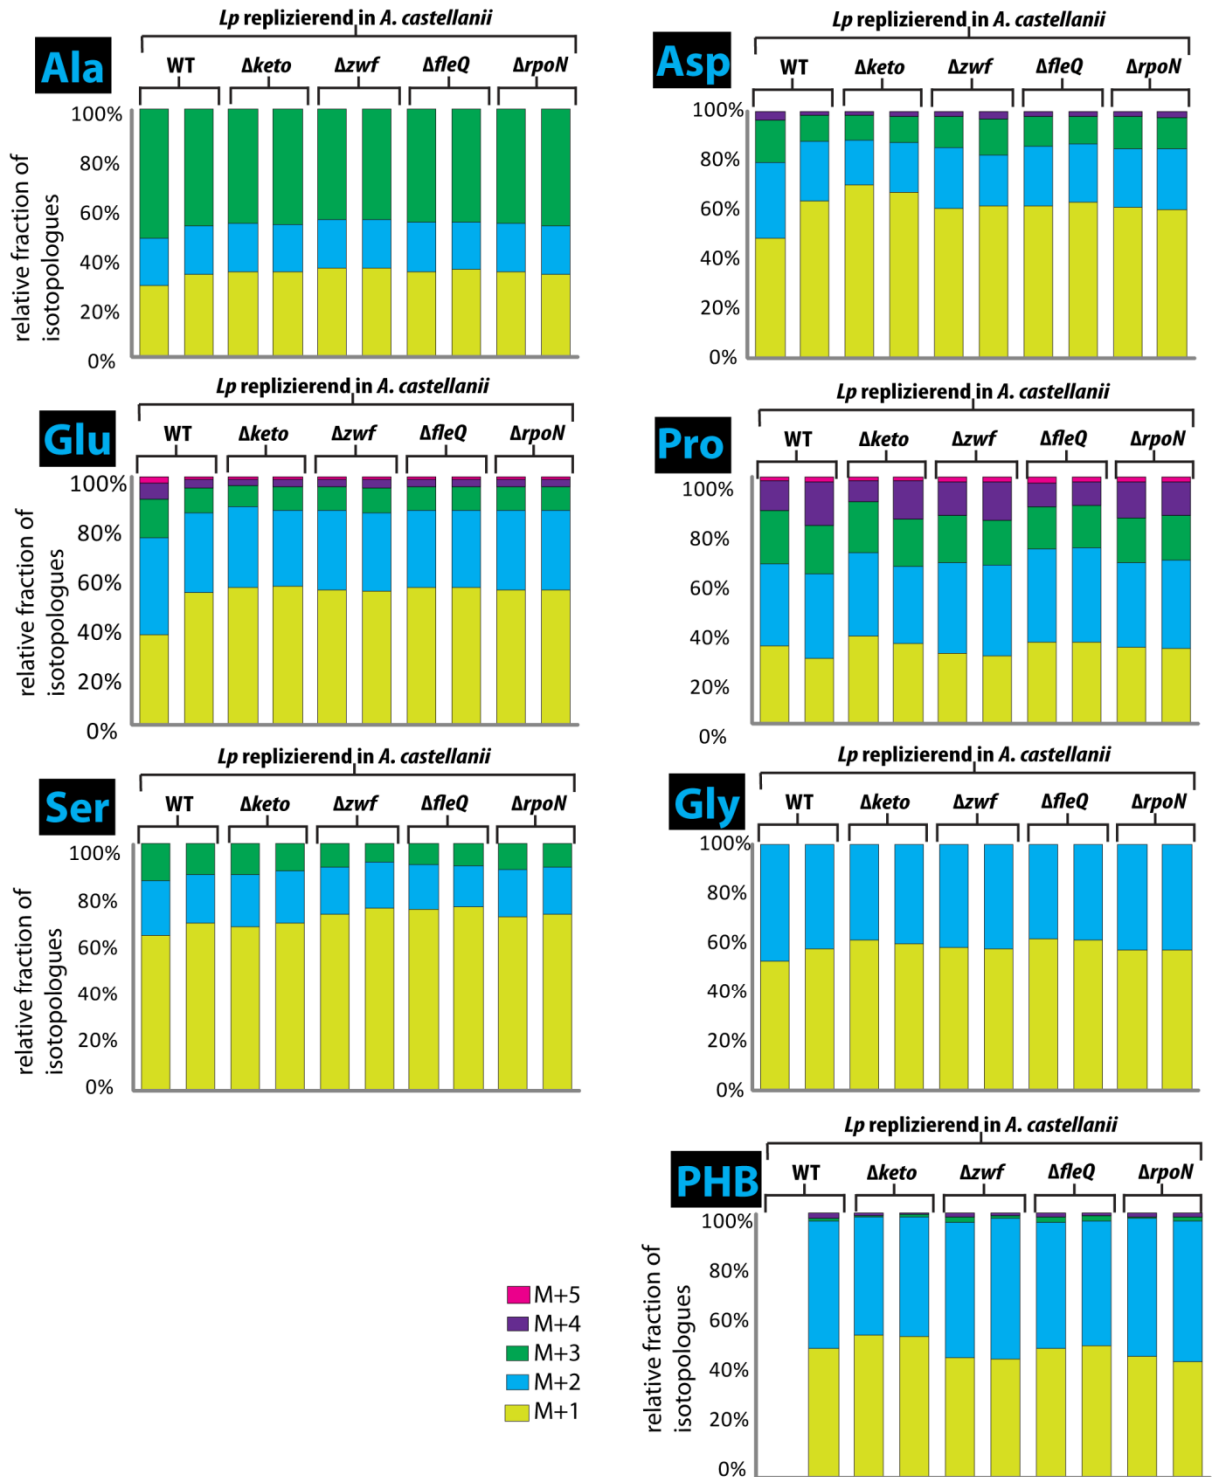 Lp replizierend in A. castellanii
Ala
WT Δketo Δzwf ΔfleQ ΔrpoN
100%
80%
60%
40%
20%
0%
relative fraction of
isotopologues
Lp replizierend in A. castellanii
Asp
WT Δketo Δzwf ΔfleQ ΔrpoN
100%
80%
60%
40%
20%
0%
Lp replizierend in A. castellanii
Glu
WT Δketo Δzwf ΔfleQ ΔrpoN
100%
80%
60%
40%
20%
0%
relative fraction of
isotopologues
Lp replizierend in A. castellanii
Pro
WT Δketo Δzwf ΔfleQ ΔrpoN
100%
80%
60%
40%
20%
0%
Lp replizierend in A. castellanii
Ser
WT Δketo Δzwf ΔfleQ ΔrpoN
100%
80%
60%
40%
20%
0%
relative fraction of
isotopologues
Lp replizierend in A. castellanii
Gly
WT Δketo Δzwf ΔfleQ ΔrpoN
100%
80%
60%
40%
20%
0%
Lp replizierend in A. castellanii
PHB
WT Δketo Δzwf ΔfleQ ΔrpoN
100%
80%
60%
40%
20%
0%
relative fraction of
isotopologues
M+5
M+4
M+3
M+2
M+1